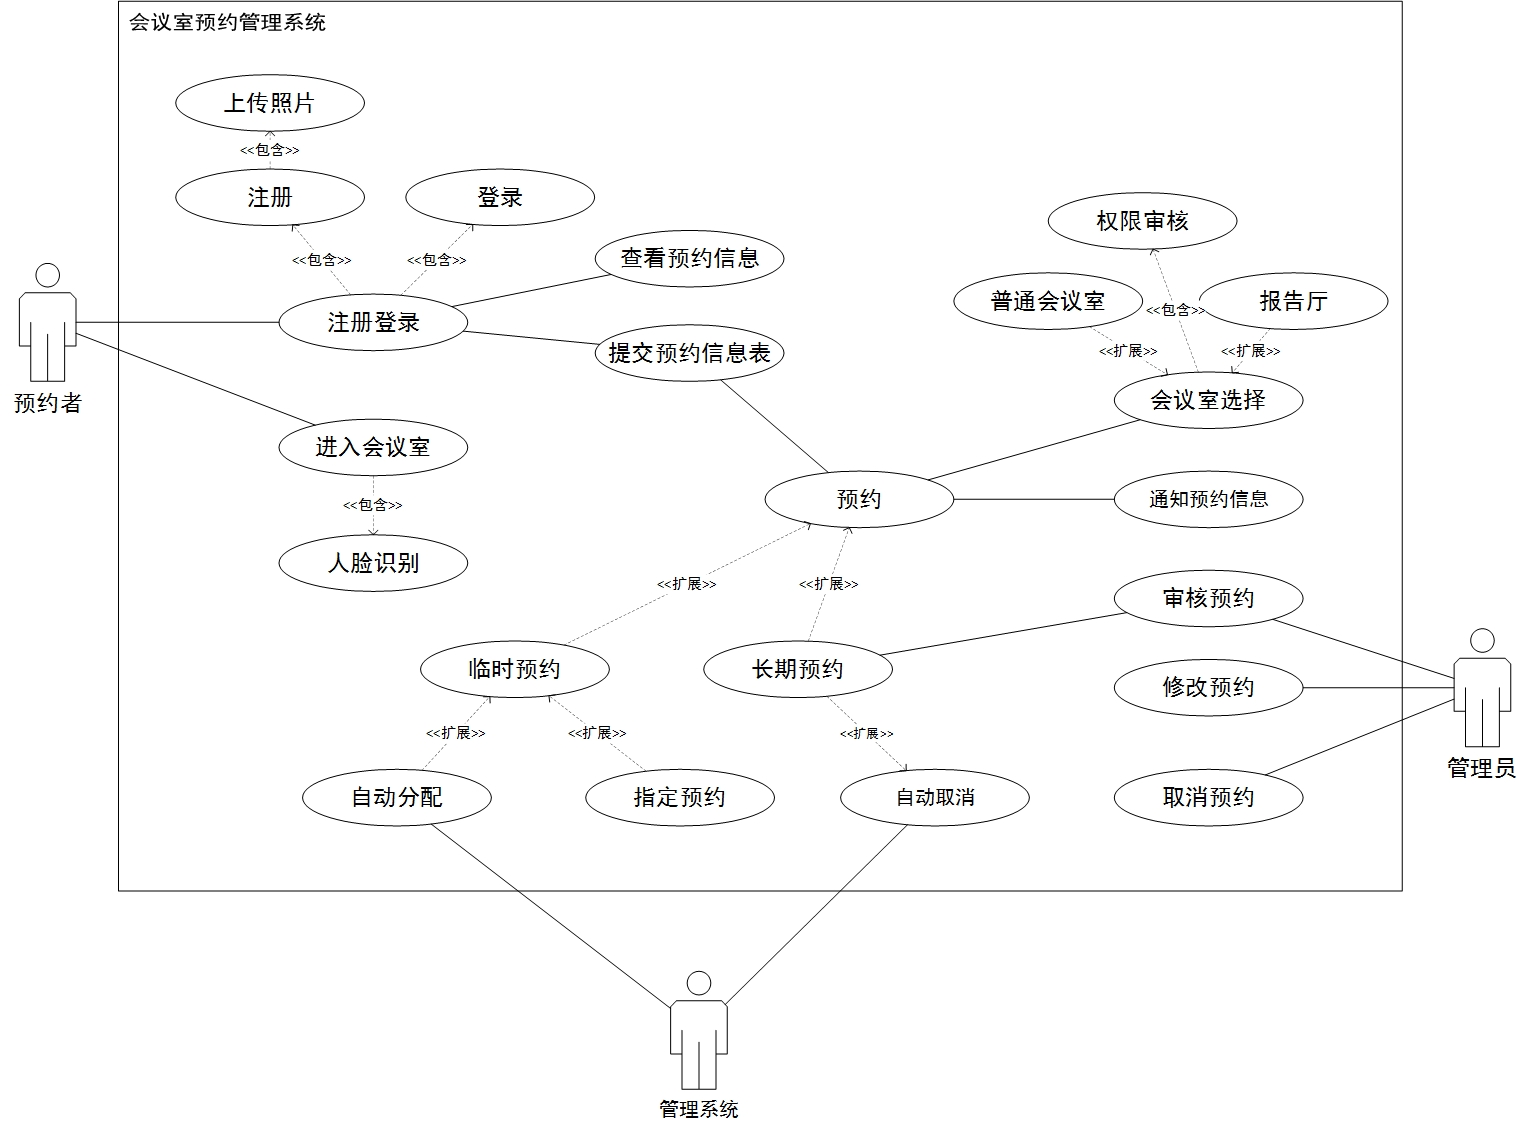 会议室预约管理系统
上传照片
<<包含>>
注册
登录
<<包含>>
<<包含>>
查看预约信息
权限审核
普通会议室
<<包含>>
报告厅
注册登录
提交预约信息表
<<扩展>>
<<扩展>>
预约者
会议室选择
进入会议室
<<包含>>
预约
通知预约信息
人脸识别
<<扩展>>
<<扩展>>
审核预约
临时预约
长期预约
修改预约
<<扩展>>
<<扩展>>
<<扩展>>
管理员
自动分配
指定预约
自动取消
取消预约
管理系统